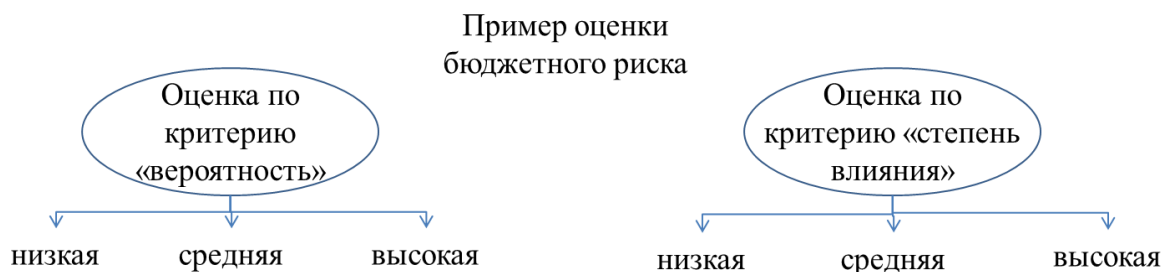 Пример оценки
бюджетного риска
Оценка по
критерию
«вероятность»
Оценка по
критерию «степень
влияния»
низкая
средняя
высокая
низкая
средняя
высокая